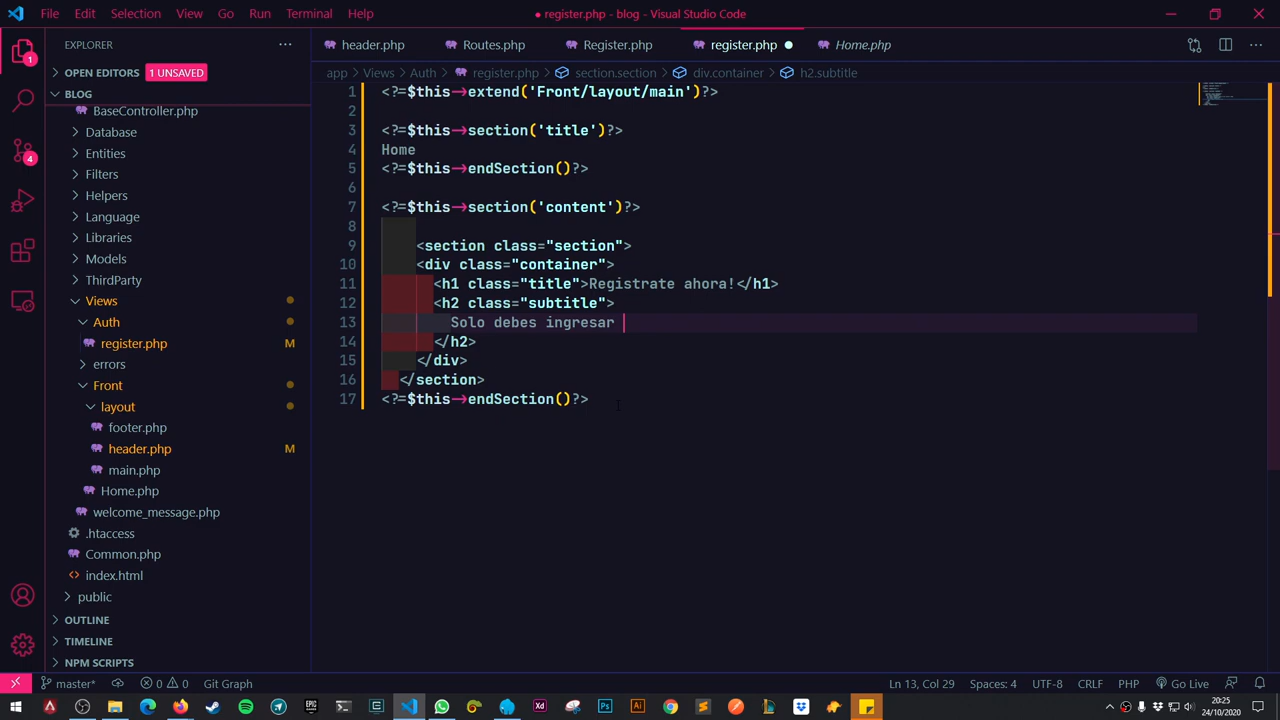 File Edit Selection View Go Run Terminal Help
● register.php - blog - Visual Studio Code
EXPLORER
header.php Routes.php Register.php register.php Home.php
OPEN EDITORS 1 UNSAVED
app > Views > Auth > register.php > section.section > div.container > h2.subtitle
BLOG
BaseController.php
Database
Entities
Filters
Helpers
Language
Libraries
Models
ThirdParty
Views
Auth
register.php M
errors
Front
layout
footer.php
header.php M
main.php
Home.php
welcome_message.php
.htaccess
Common.php
index.html
public
OUTLINE
TIMELINE
NPM SCRIPTS
1
4
1 <?=$this->extend('Front/layout/main')?>
2
3 <?=$this->section('title')?>
4 Home
5 <?=$this->endSection()?>
6
7 <?=$this->section('content')?>
8
9 <section class="section">
10 <div class="container">
11 <h1 class="title">Registrate ahora!</h1>
12 <h2 class="subtitle">
13 Solo debes ingresar
14 </h2>
15 </div>
16 </section>
17 <?=$this->endSection()?>
master* 0 0 Git Graph Ln 13, Col 29 Spaces: 4 UTF-8 CRLF PHP Go Live
20:25
24/10/2020